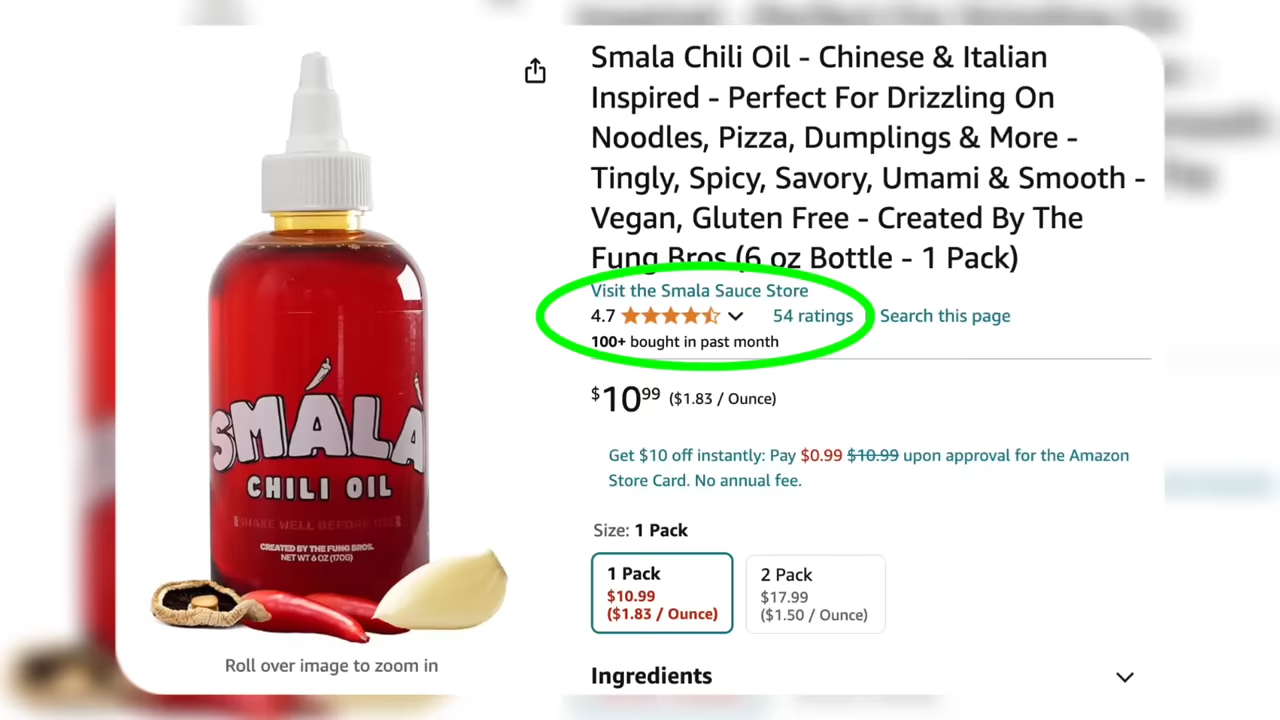 Smala Chili Oil - Chinese & Italian
Inspired - Perfect For Drizzling On
Noodles, Pizza, Dumplings & More -
Tingly, Spicy, Savory, Umami & Smooth -
Vegan, Gluten Free - Created By The
Fung Bros (6 oz Bottle - 1 Pack)
Visit the Smala Sauce Store
4.7 54 ratings Search this page
100+ bought in past month
$10.99 ($1.83 / Ounce)
Get $10 off instantly: Pay $0.99 $10.99 upon approval for the Amazon
Store Card. No annual fee.
Size: 1 Pack
1 Pack
$10.99
($1.83 / Ounce)
2 Pack
$17.99
($1.50 / Ounce)
Ingredients
SMÁLÀ
CHILI OIL
SHAKE WELL BEFORE USE
CREATED BY THE FUNG BROS.
NET WT 6 OZ (170G)
Roll over image to zoom in